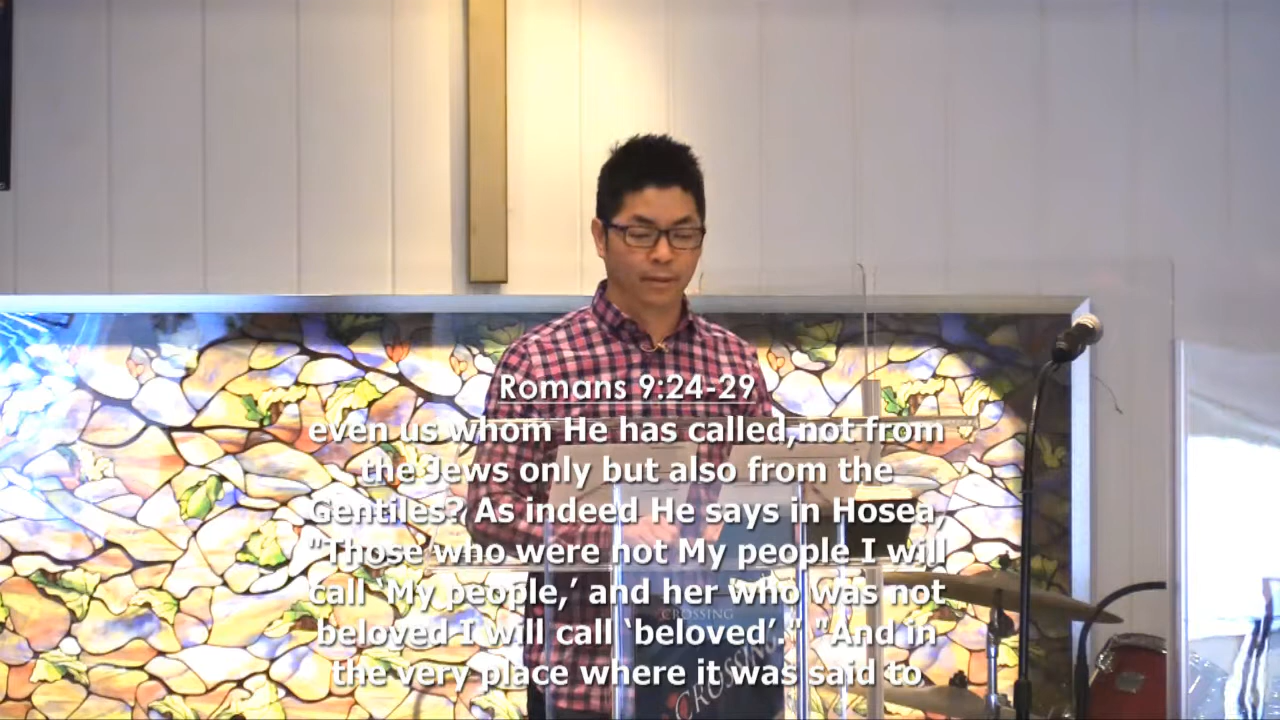 Romans 9:24-29
even us whom He has called,not from
the Jews only but also from the
Gentiles? As indeed He says in Hosea,
"Those who were not My people I will
call ‘My people,’ and her who was not
beloved I will call ‘beloved’." "And in
the very place where it was said to
CROSSING
CROSSING